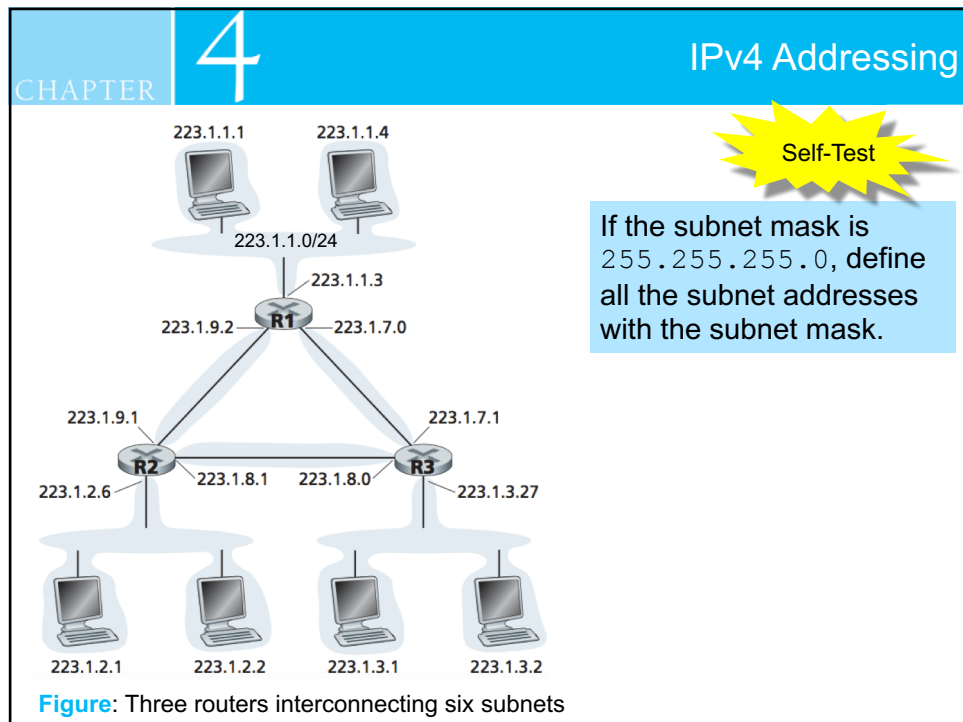 CHAPTER 4
IPv4 Addressing
Self-Test
If the subnet mask is
255.255.255.0, define
all the subnet addresses
with the subnet mask.
223.1.1.1
223.1.1.4
223.1.1.0/24
223.1.1.3
R1
223.1.9.2
223.1.7.0
223.1.9.1
223.1.7.1
R2
R3
223.1.8.1
223.1.8.0
223.1.2.6
223.1.3.27
223.1.2.1
223.1.2.2
223.1.3.1
223.1.3.2
Figure: Three routers interconnecting six subnets